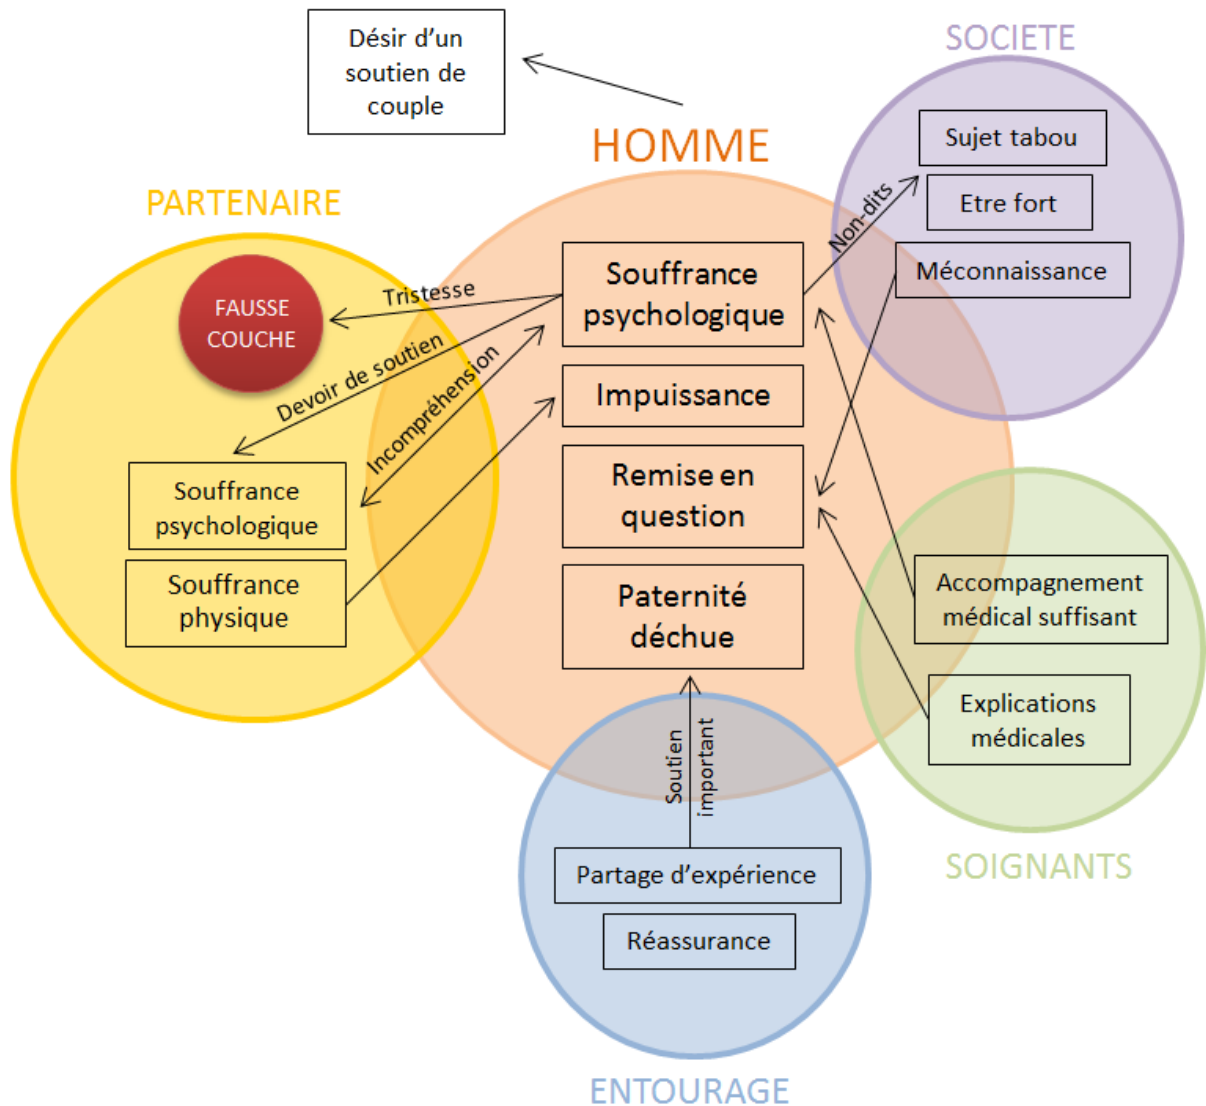 Désir d’un
soutien de
couple
SOCIETE
HOMME
Sujet tabou
PARTENAIRE
Non-dits
Etre fort
Souffrance
psychologique
Méconnaissance
FAUSSE
COUCHE
Tristesse
Devoir de soutien
Incompréhension
Impuissance
Souffrance
psychologique
Remise en
question
Souffrance
physique
Paternité
déchue
Accompagnement
médical suffisant
Explications
médicales
Soutien
important
SOIGNANTS
Partage d’expérience
Réassurance
ENTOURAGE